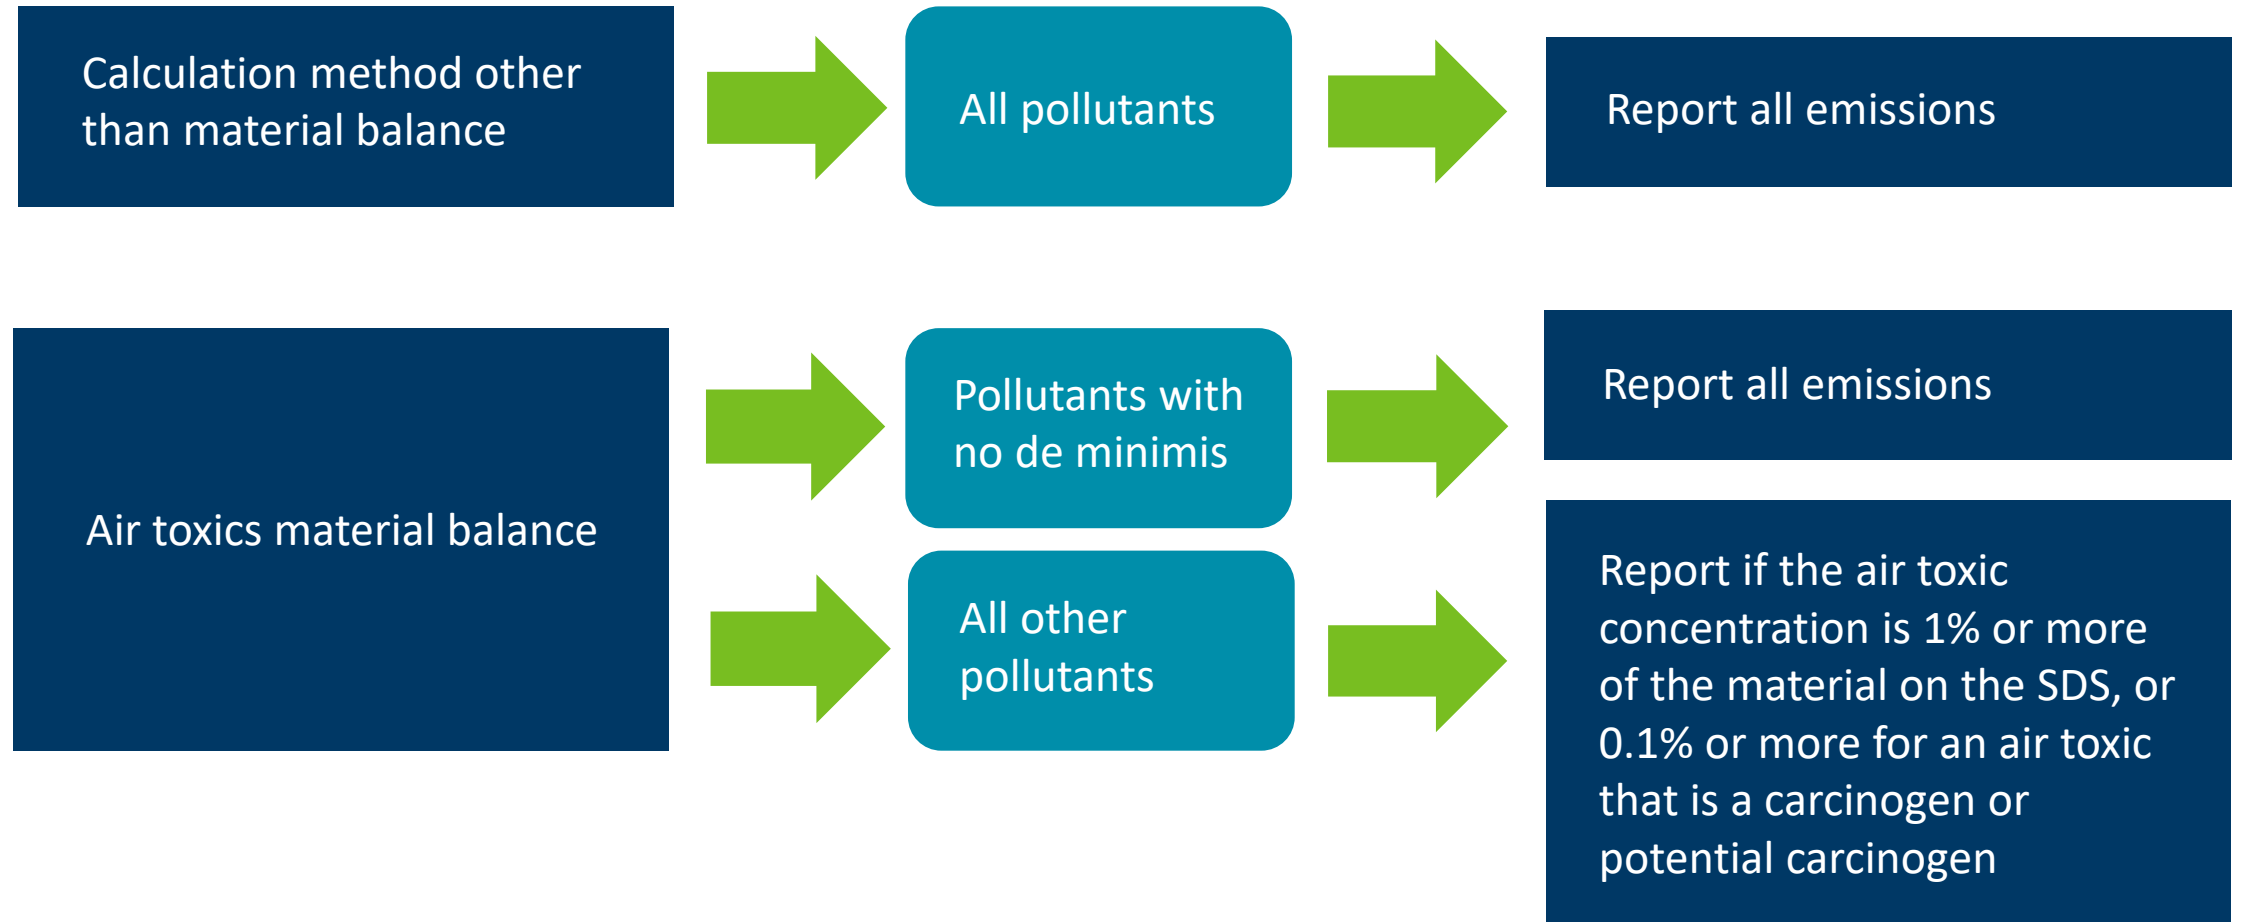 Calculation method other
than material balance
All pollutants
Report all emissions
Air toxics material balance
Pollutants with
no de minimis
Report all emissions
All other
pollutants
Report if the air toxic
concentration is 1% or more
of the material on the SDS, or
0.1% or more for an air toxic
that is a carcinogen or
potential carcinogen